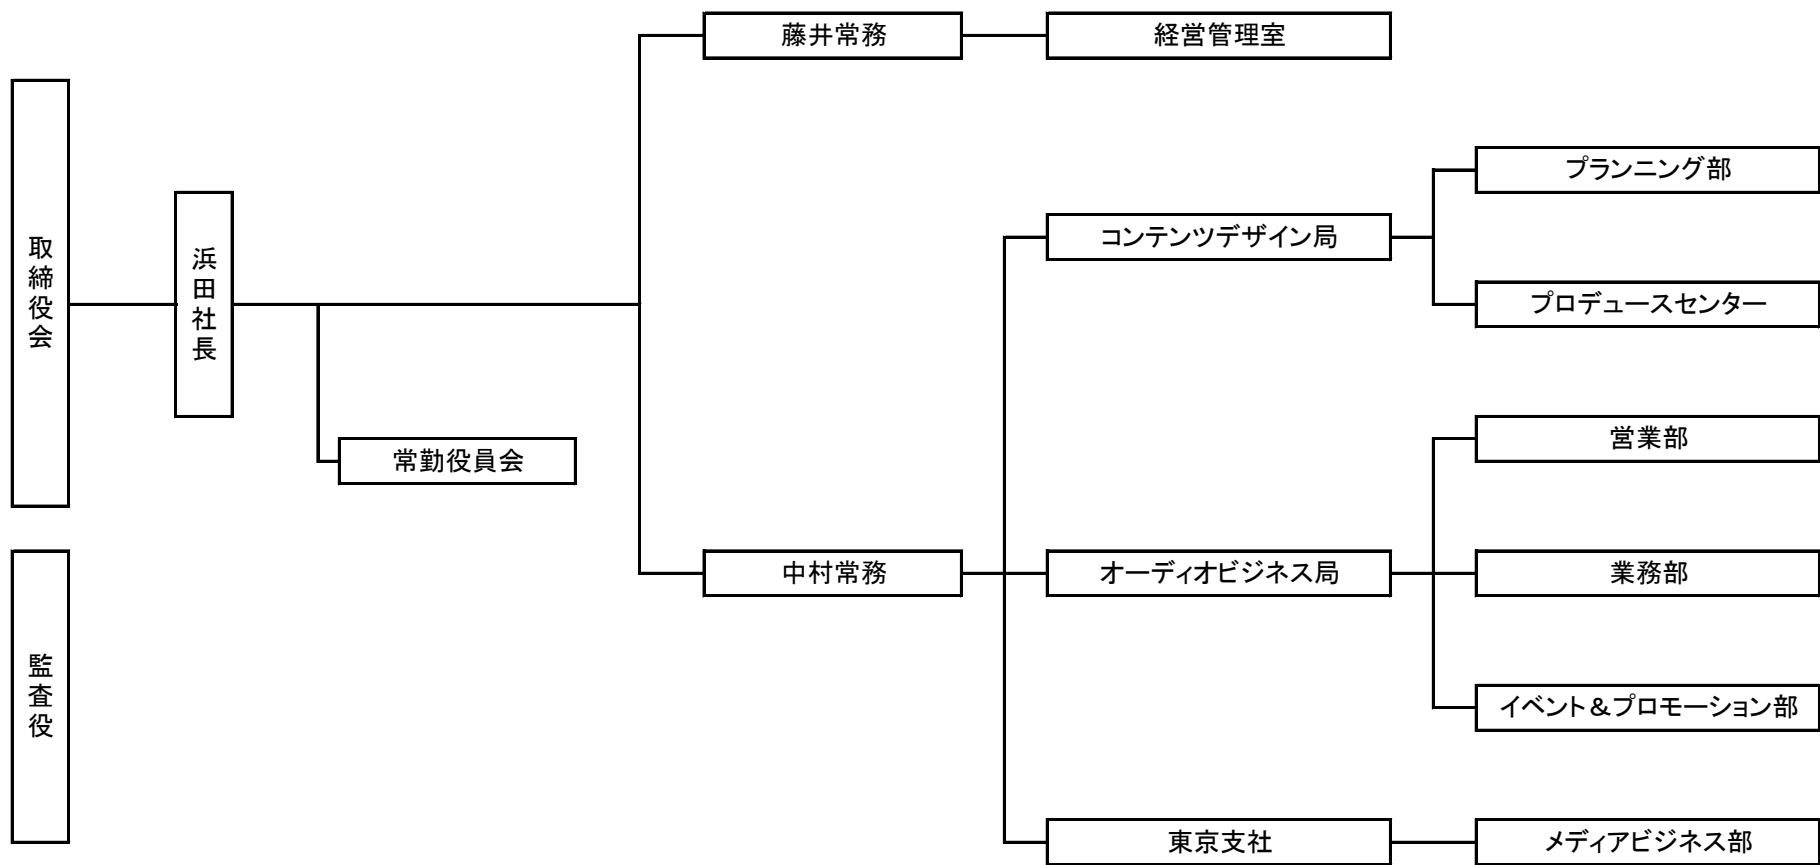 取締役会
監査役
浜田社長
常勤役員会
藤井常務
経営管理室
中村常務
コンテンツデザイン局
プランニング部
プロデュースセンター
オーディオビジネス局
営業部
業務部
イベント&プロモーション部
東京支社
メディアビジネス部